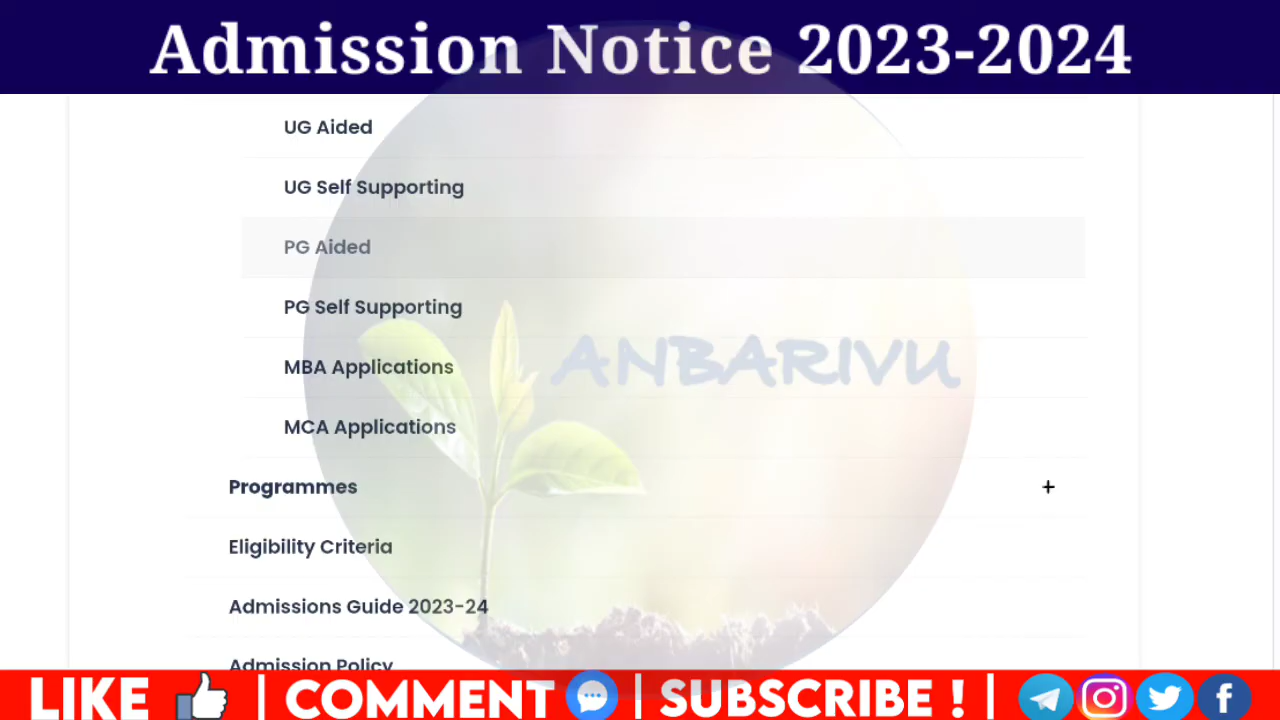 Admission Notice 2023-2024
UG Aided
UG Self Supporting
PG Aided
PG Self Supporting
MBA Applications
MCA Applications
Programmes +
Eligibility Criteria
Admissions Guide 2023-24
Admission Policy
ANBARIVU
LIKE | COMMENT | SUBSCRIBE ! |